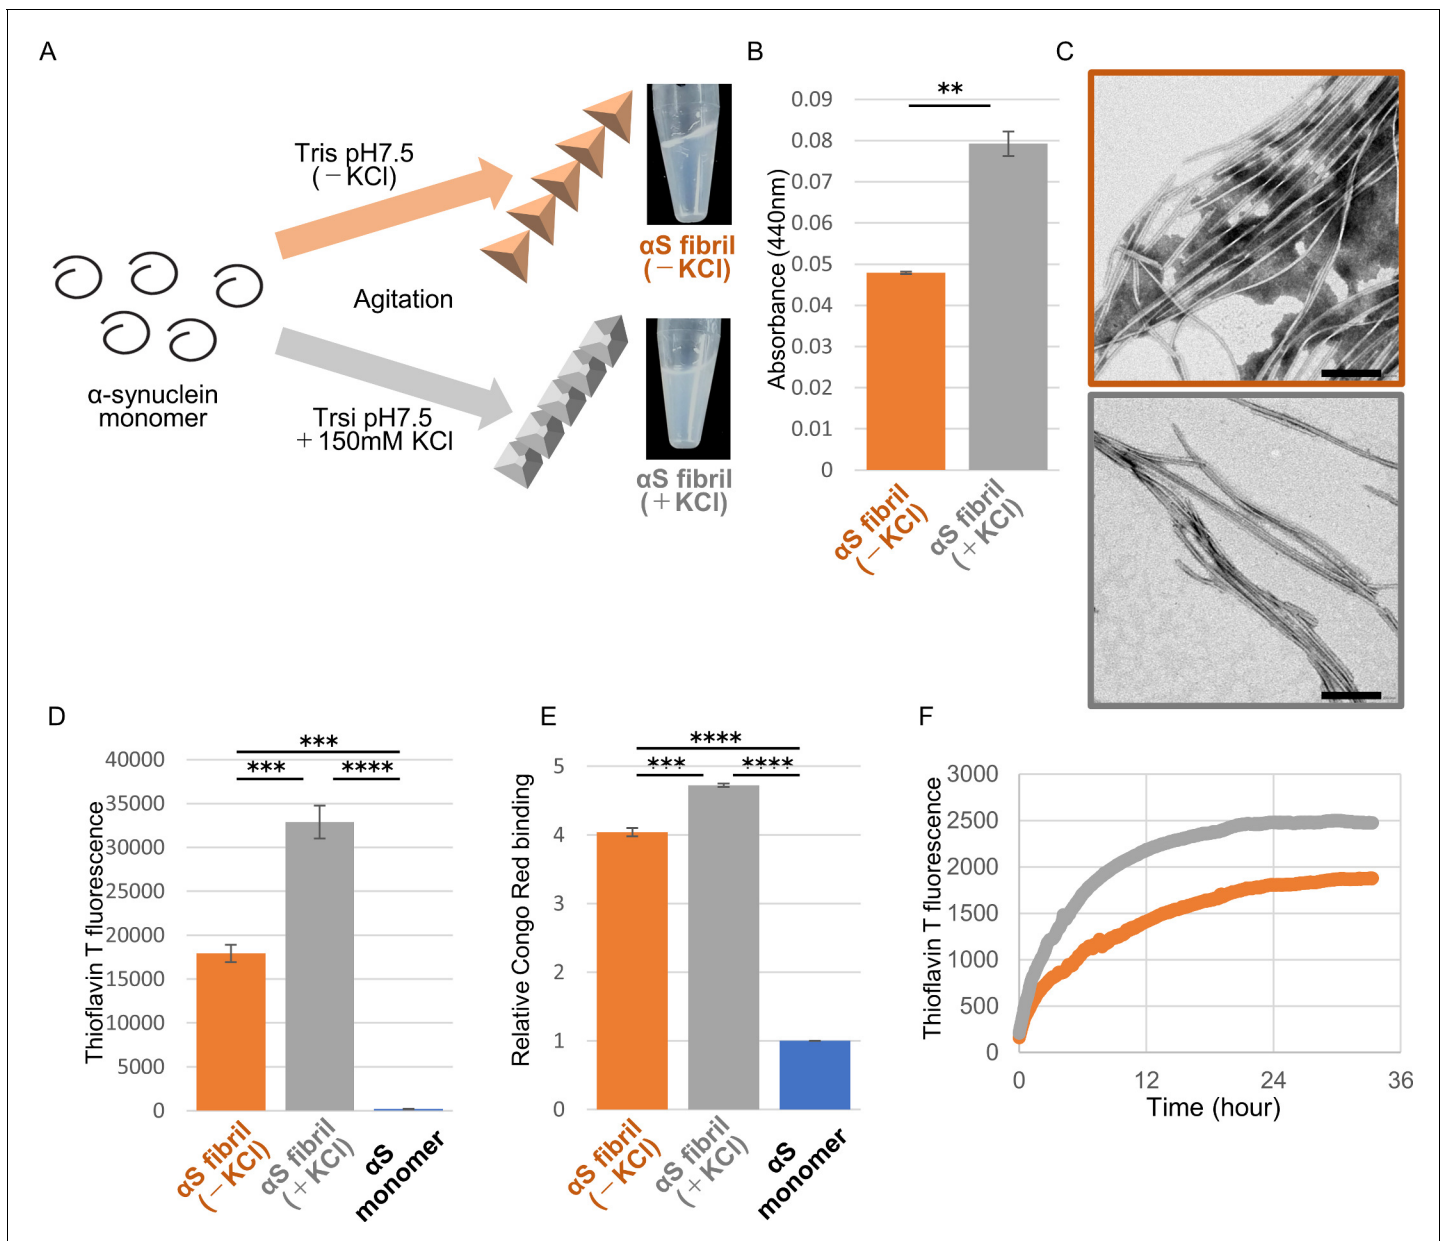 A
Tris pH7.5
(－KCl)
αS fibril
(－KCl)
Agitation
α-synuclein
monomer
Trsi pH7.5
＋150mM KCl
αS fibril
(＋KCl)
B
**
0.09
0.08
0.07
0.06
0.05
0.04
0.03
0.02
0.01
0
Absorbance (440nm)
αS fibril
(－KCl)
αS fibril
(＋KCl)
C
D
***
***
****
40000
35000
30000
25000
20000
15000
10000
5000
0
Thioflavin T fluorescence
αS fibril
(－KCl)
αS fibril
(＋KCl)
αS
monomer
E
****
***
****
5
4
3
2
1
0
Relative Congo Red binding
αS fibril
(－KCl)
αS fibril
(＋KCl)
αS
monomer
F
3000
2500
2000
1500
1000
500
0
Thioflavin T fluorescence
0
12
24
36
Time (hour)